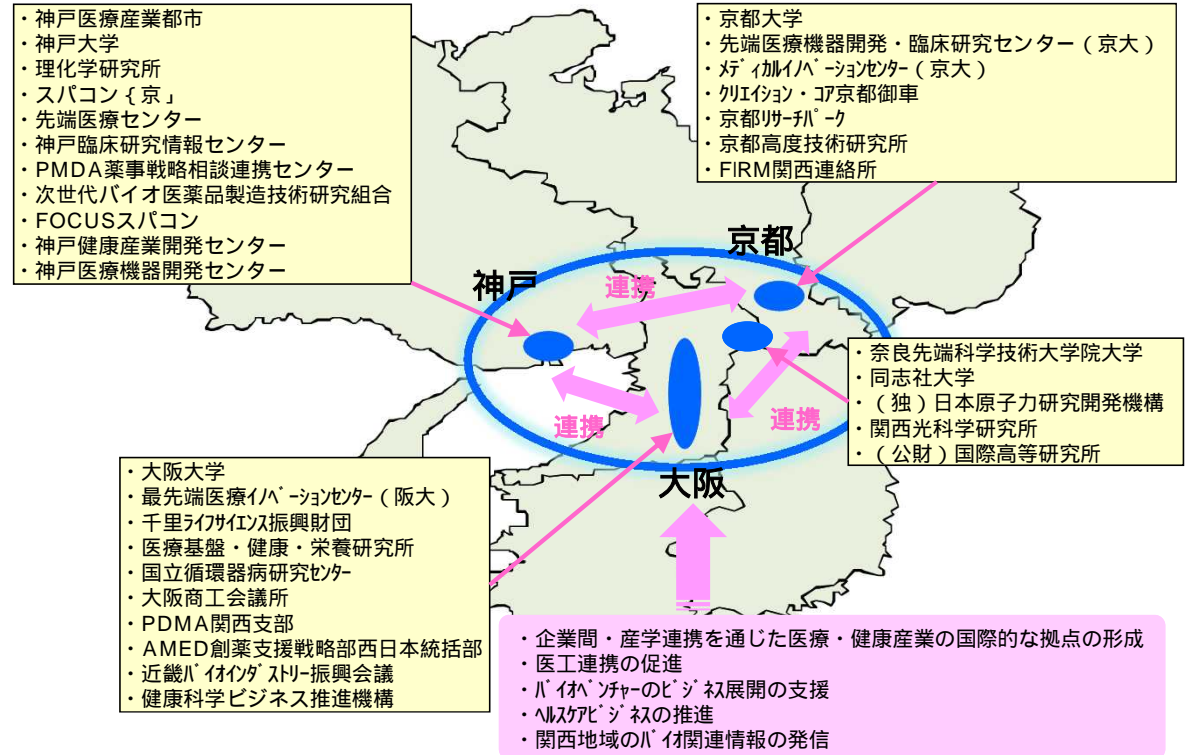 ・神戸医療産業都市
・神戸大学
・理化学研究所
・スパコン{京」
・先端医療センター
・神戸臨床研究情報センター
・PMDA薬事戦略相談連携センター
・次世代バイオ医薬品製造技術研究組合
・FOCUSスパコン
・神戸健康産業開発センター
・神戸医療機器開発センター
・京都大学
・先端医療機器開発・臨床研究センター(京大)
・ﾒﾃﾞｨｶﾙｲﾉﾍﾞｰｼｮﾝｾﾝﾀｰ(京大)
・ｸﾘｴｲｼｮﾝ・ｺｱ京都御車
・京都ﾘｻｰﾁﾊﾟｰｸ
・京都高度技術研究所
・FIRM関西連絡所
京都
神戸
連携
連携
連携
大阪
・奈良先端科学技術大学院大学
・同志社大学
・(独)日本原子力研究開発機構
・関西光科学研究所
・(公財)国際高等研究所
・大阪大学
・最先端医療ｲﾉﾍﾞｰｼｮﾝｾﾝﾀｰ(阪大)
・千里ﾗｲﾌｻｲｴﾝｽ振興財団
・医療基盤・健康・栄養研究所
・国立循環器病研究ｾﾝﾀｰ
・大阪商工会議所
・PDMA関西支部
・AMED創薬支援戦略部西日本統括部
・近畿ﾊﾞｲｵｲﾝﾀﾞｽﾄﾘｰ振興会議
・健康科学ビジネス推進機構
・企業間・産学連携を通じた医療・健康産業の国際的な拠点の形成
・医工連携の促進
・ﾊﾞｲｵﾍﾞﾝﾁｬｰのﾋﾞｼﾞﾈｽ展開の支援
・ﾍﾙｽｹｱﾋﾞｼﾞﾈｽの推進
・関西地域のﾊﾞｲｵ関連情報の発信